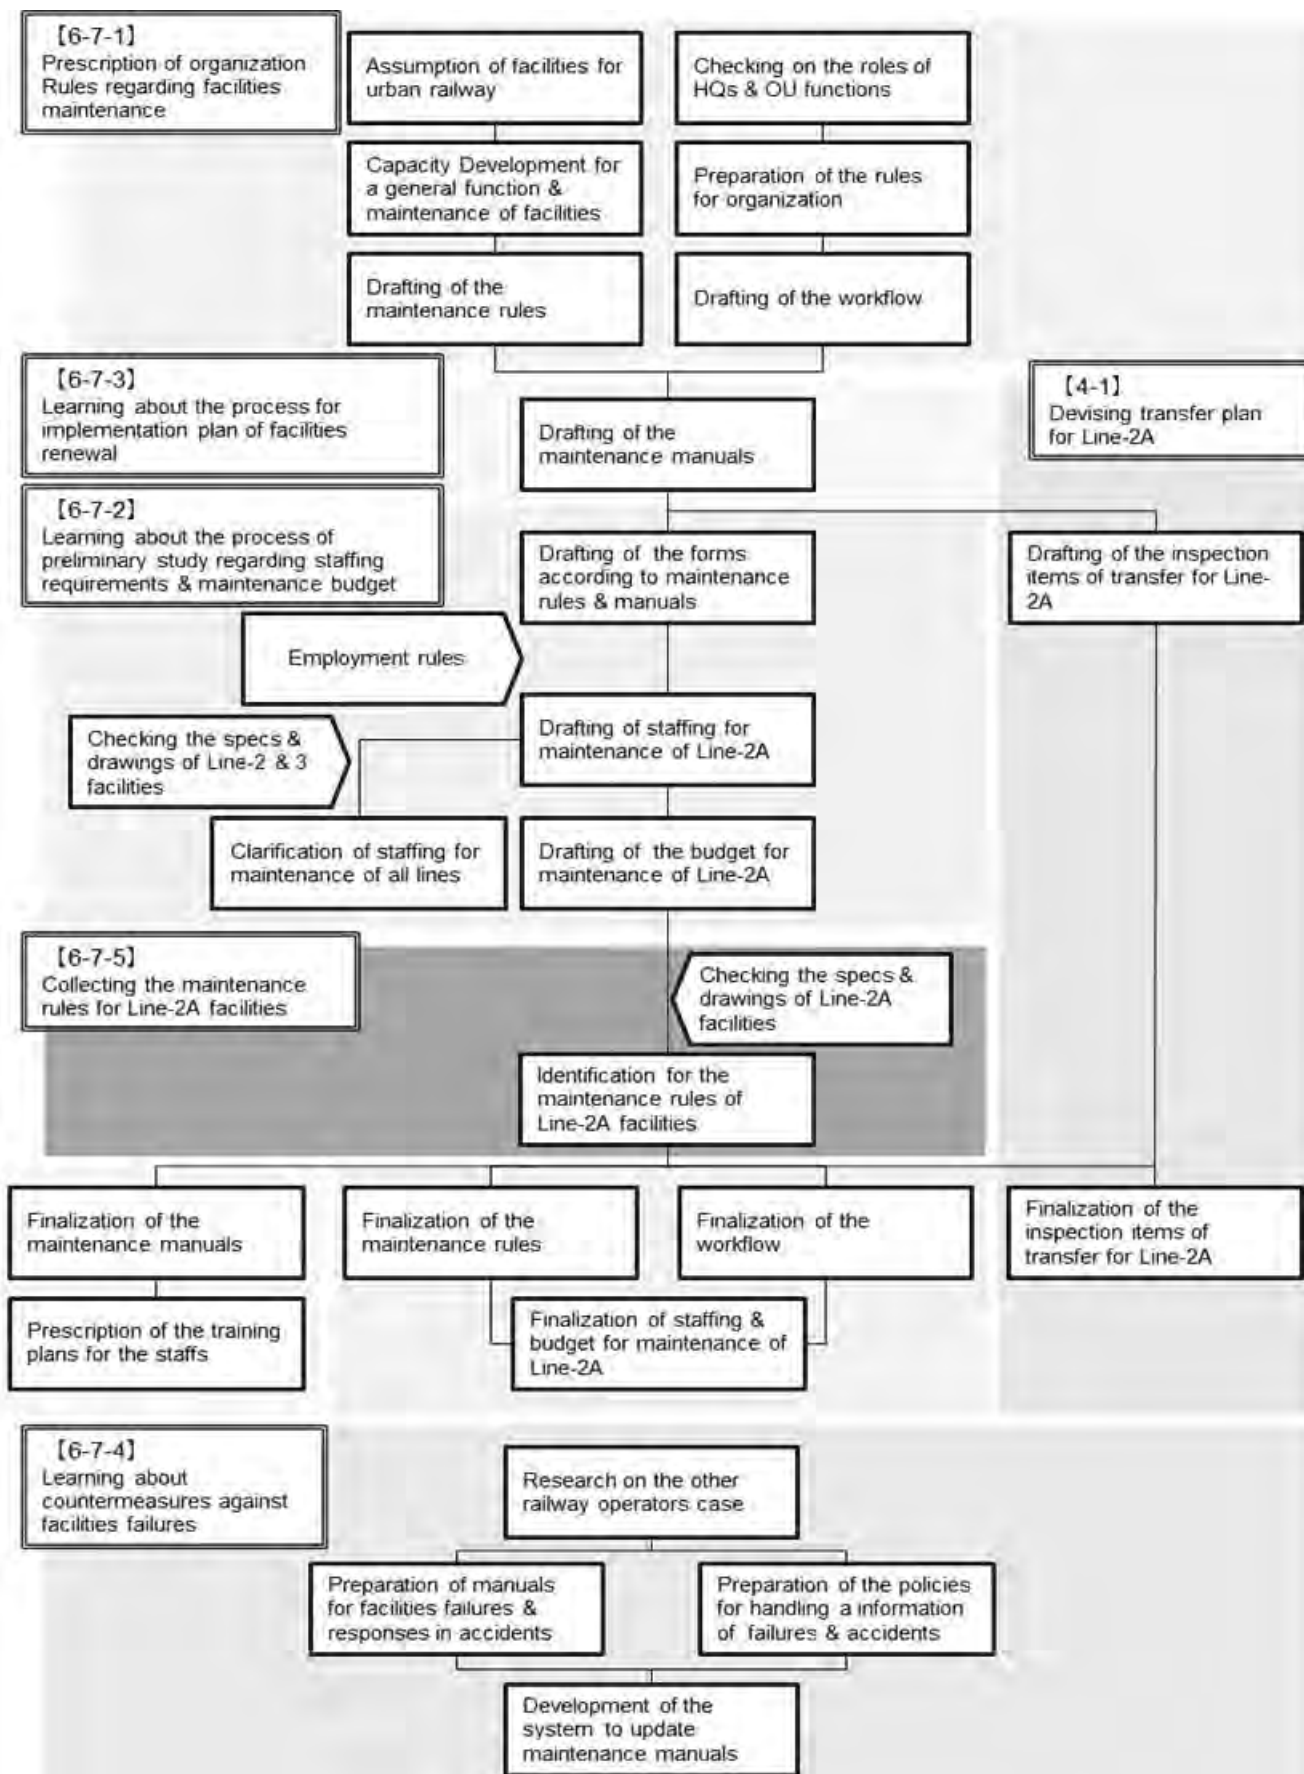 【6-7-1】
Prescription of organization
Rules regarding facilities
maintenance
Assumption of facilities for
urban railway
Checking on the roles of
HQs & OU functions
Capacity Development for
a general function &
maintenance of facilities
Preparation of the rules
for organization
Drafting of the
maintenance rules
Drafting of the workflow
【6-7-3】
Learning about the process for
implementation plan of facilities
renewal
【4-1】
Devising transfer plan
for Line-2A
Drafting of the
maintenance manuals
【6-7-2】
Learning about the process of
preliminary study regarding staffing
requirements & maintenance budget
Drafting of the forms
according to maintenance
rules & manuals
Drafting of the inspection
items of transfer for Line-
2A
Employment rules
Drafting of staffing for
maintenance of Line-2A
Checking the specs &
drawings of Line-2 & 3
facilities
Clarification of staffing for
maintenance of all lines
Drafting of the budget for
maintenance of Line-2A
【6-7-5】
Collecting the maintenance
rules for Line-2A facilities
Checking the specs &
drawings of Line-2A
facilities
Identification for the
maintenance rules of
Line-2A facilities
Finalization of the
maintenance manuals
Finalization of the
maintenance rules
Finalization of the
workflow
Finalization of the
inspection items of
transfer for Line-2A
Prescription of the training
plans for the staffs
Finalization of staffing &
budget for maintenance of
Line-2A
【6-7-4】
Learning about
countermeasures against
facilities failures
Research on the other
railway operators case
Preparation of manuals
for facilities failures &
responses in accidents
Preparation of the policies
for handling a information
of failures & accidents
Development of the
system to update
maintenance manuals